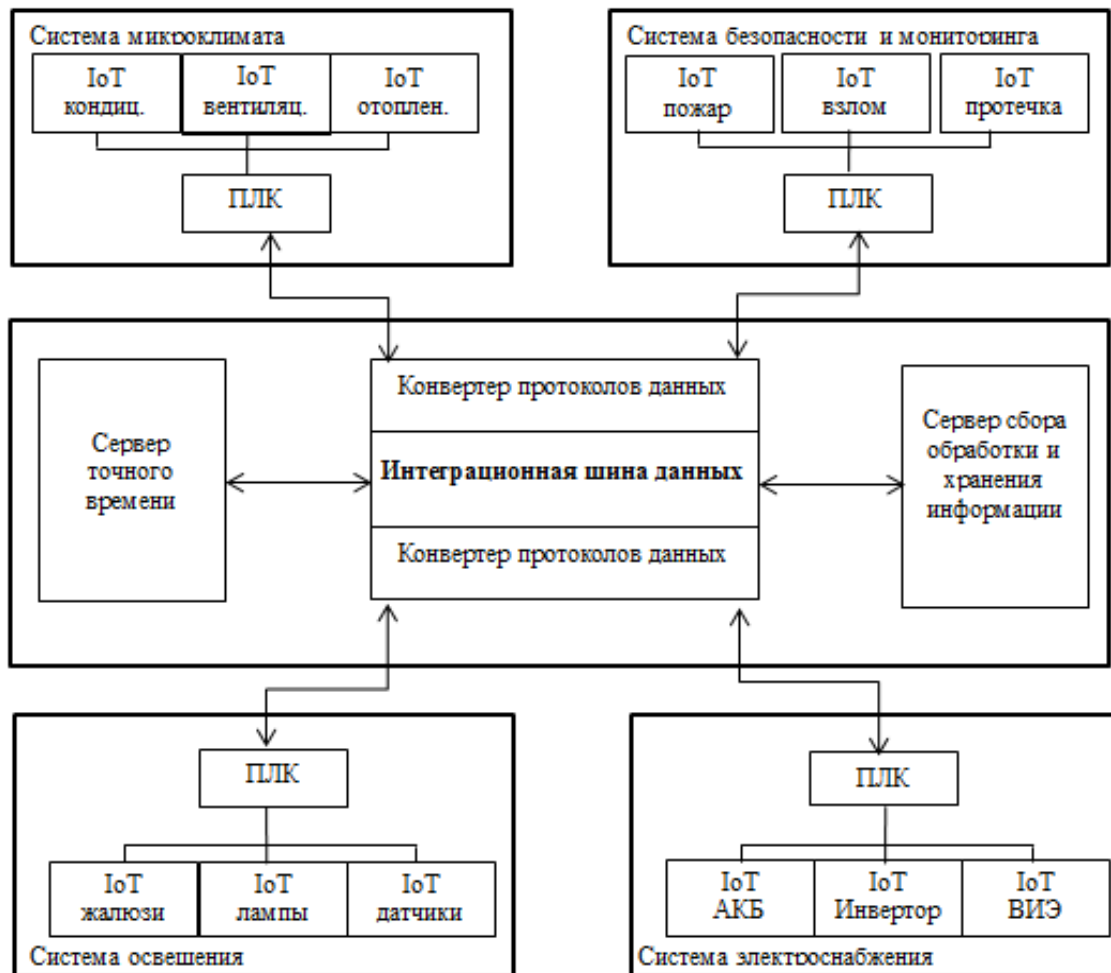 Система микроклимата
IoT
кондиц.
IoT
вентиляц.
IoT
отоплен.
ПЛК
Система безопасности и мониторинга
IoT
пожар
IoT
взлом
IoT
протечка
ПЛК
Сервер
точного
времени
Конвертер протоколов данных
Интеграционная шина данных
Конвертер протоколов данных
Сервер сбора
обработки и
хранения
информации
ПЛК
IoT
жалюзи
IoT
лампы
IoT
датчики
Система освещения
ПЛК
IoT
АКБ
IoT
Инвертор
IoT
ВИЭ
Система электроснабжения